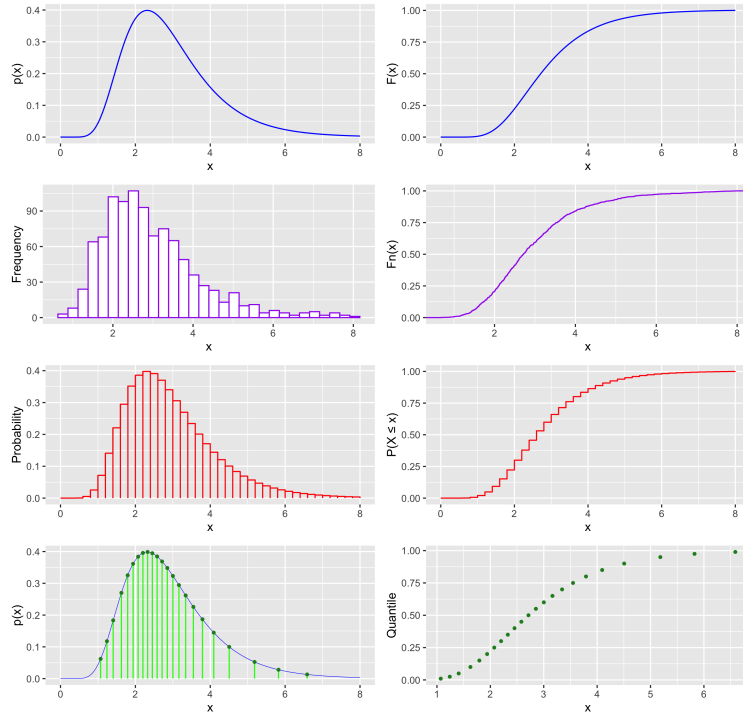 0.4
0.3
0.2
0.1
0.0
p(x)
0 2 4 6 8
x
1.00
0.75
0.50
0.25
0.00
F(x)
0 2 4 6 8
x
90
60
30
0
Frequency
2 4 6 8
x
1.00
0.75
0.50
0.25
0.00
Fn(x)
2 4 6 8
x
0.4
0.3
0.2
0.1
0.0
Probability
0 2 4 6 8
x
1.00
0.75
0.50
0.25
0.00
P(X ≤ x)
0 2 4 6 8
x
0.4
0.3
0.2
0.1
0.0
p(x)
0 2 4 6 8
x
1.00
0.75
0.50
0.25
0.00
Quantile
1 2 3 4 5 6
x